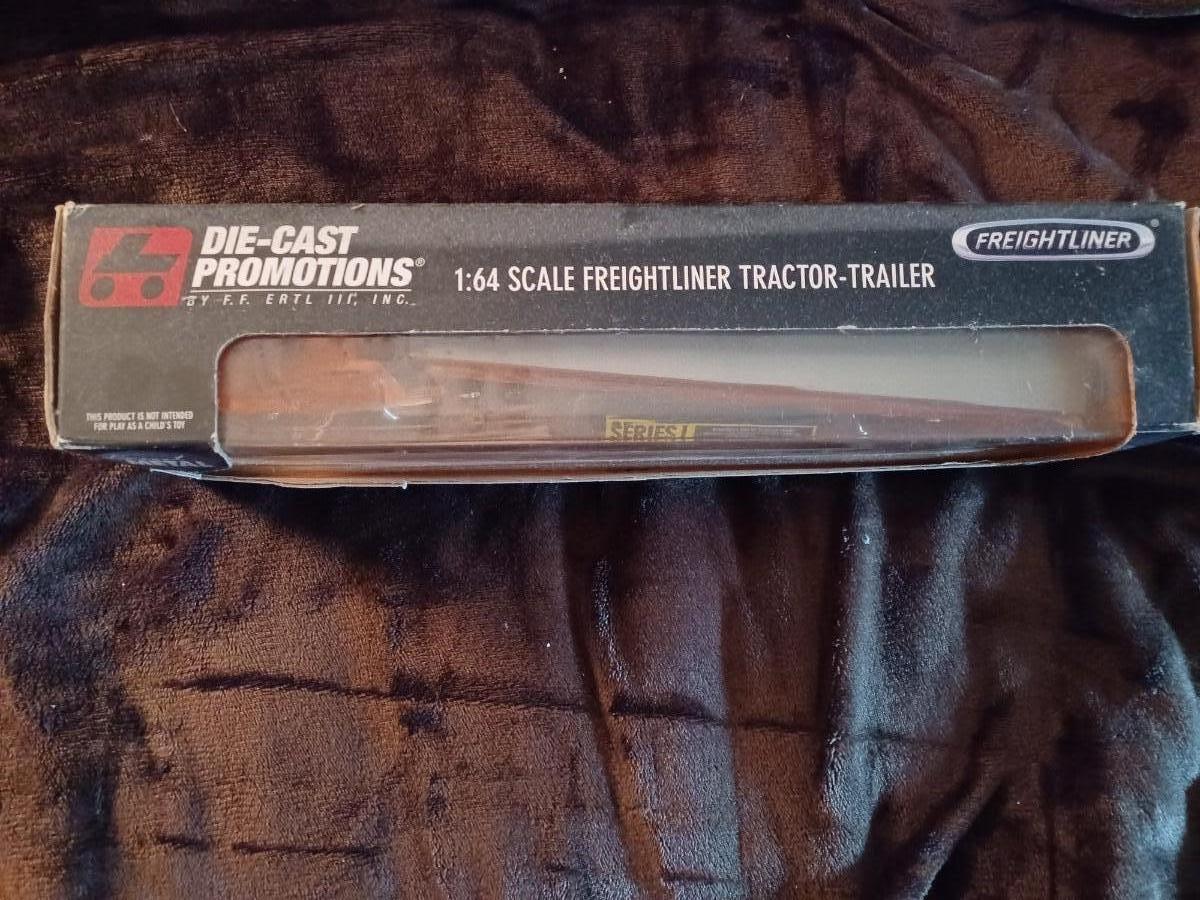 DIE-CAST
PROMOTIONS®
BY F.F. ERTL III, INC.
1:64 SCALE FREIGHTLINER TRACTOR-TRAILER
FREIGHTLINER®
THIS PRODUCT IS NOT INTENDED
FOR PLAY AS A CHILD'S TOY
SERIES I